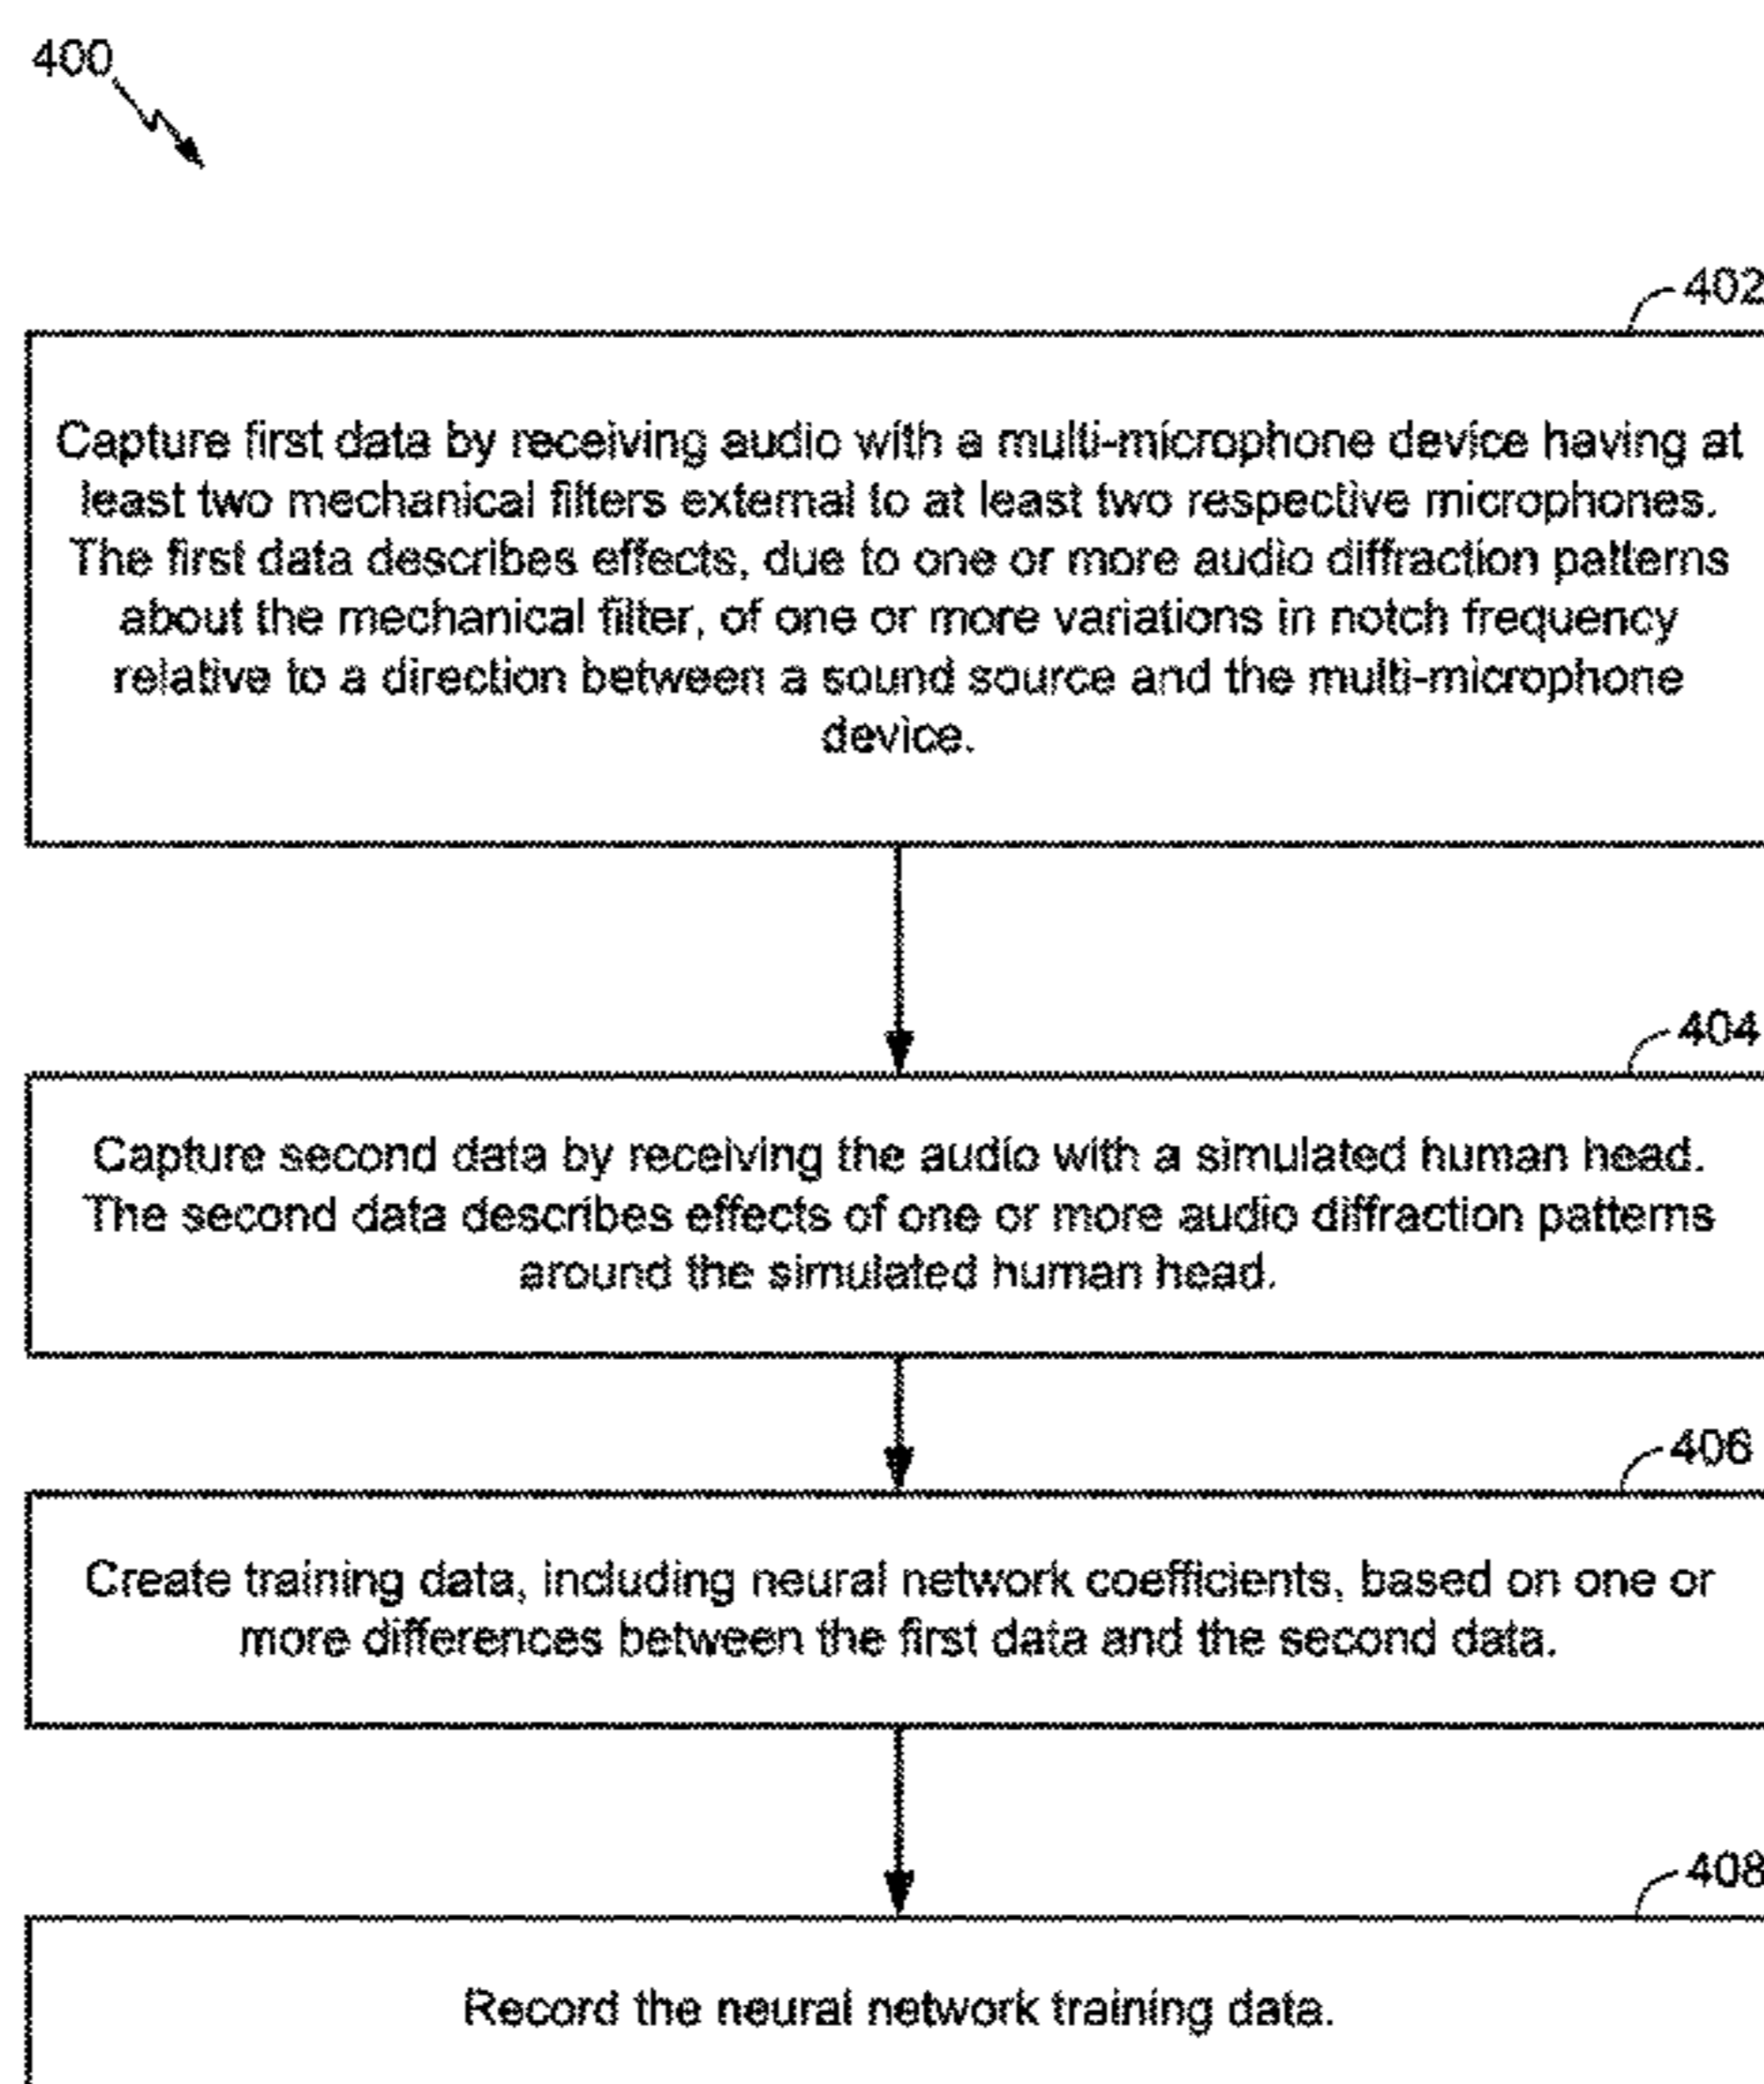 400
402
Capture first data by receiving audio with a multi-microphone device having at
least two mechanical filters external to at least two respective microphones.
The first data describes effects, due to one or more audio diffraction patterns
about the mechanical filter, of one or more variations in notch frequency
relative to a direction between a sound source and the multi-microphone
device.
404
Capture second data by receiving the audio with a simulated human head.
The second data describes effects of one or more audio diffraction patterns
around the simulated human head.
406
Create training data, including neural network coefficients, based on one or
more differences between the first data and the second data.
408
Record the neural network training data.